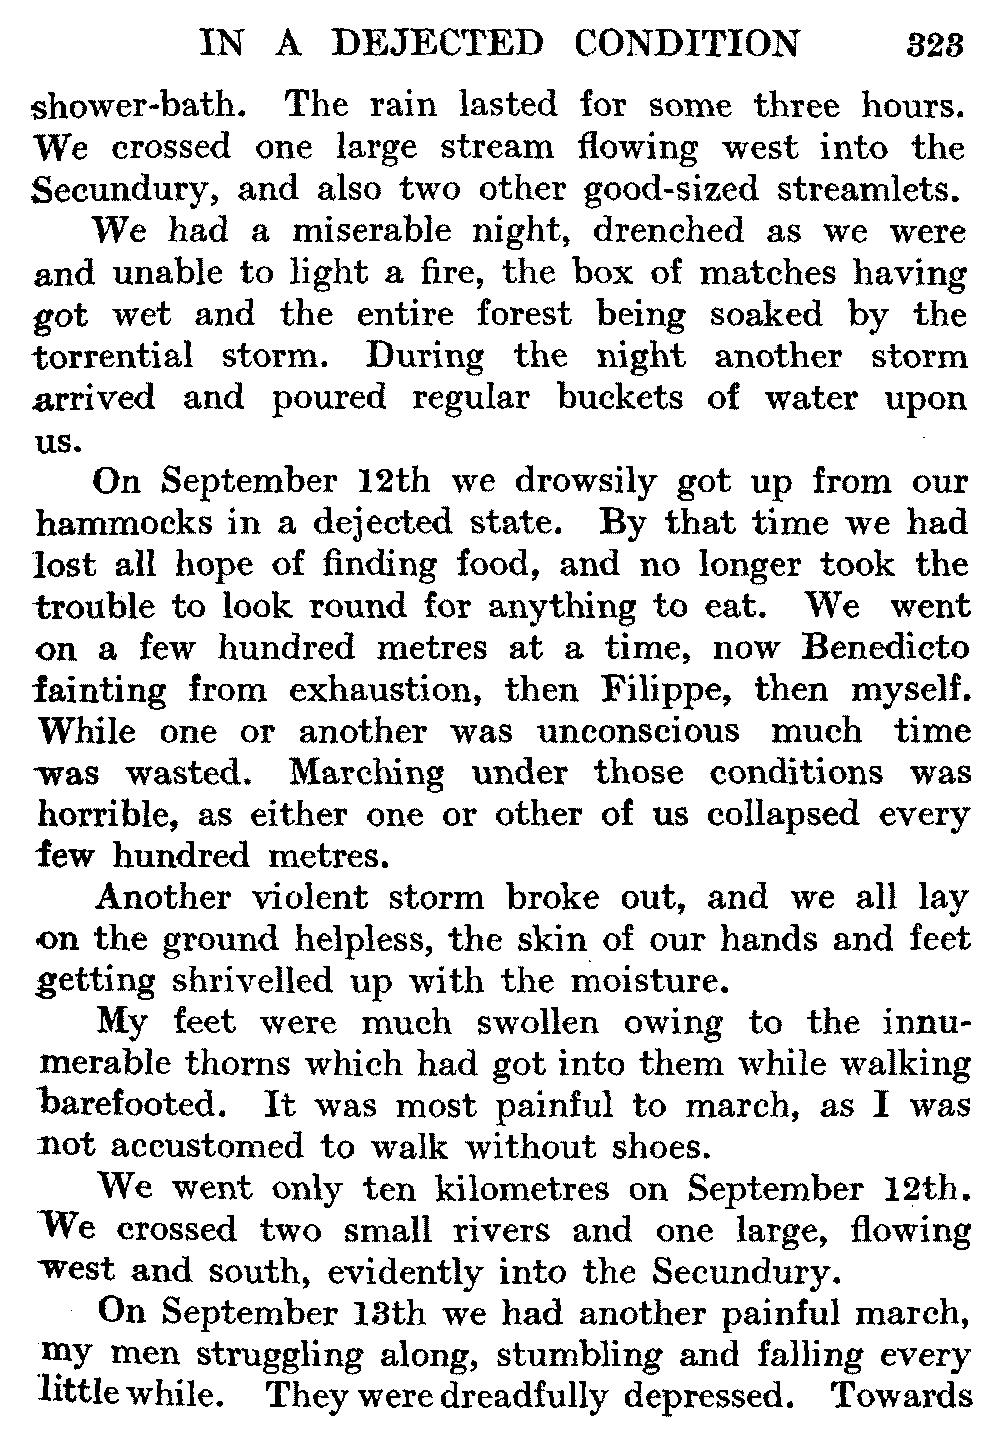 IN A DEJECTED CONDITION 323
shower-bath. The rain lasted for some three hours.
We crossed one large stream flowing west into the
Secundury, and also two other good-sized streamlets.
We had a miserable night, drenched as we were
and unable to light a fire, the box of matches having
got wet and the entire forest being soaked by the
torrential storm. During the night another storm
arrived and poured regular buckets of water upon
us.
On September 12th we drowsily got up from our
hammocks in a dejected state. By that time we had
lost all hope of finding food, and no longer took the
trouble to look round for anything to eat. We went
on a few hundred metres at a time, now Benedicto
fainting from exhaustion, then Filippe, then myself.
While one or another was unconscious much time
was wasted. Marching under those conditions was
horrible, as either one or other of us collapsed every
few hundred metres.
Another violent storm broke out, and we all lay
on the ground helpless, the skin of our hands and feet
getting shrivelled up with the moisture.
My feet were much swollen owing to the innu-
merable thorns which had got into them while walking
barefooted. It was most painful to march, as I was
not accustomed to walk without shoes.
We went only ten kilometres on September 12th.
We crossed two small rivers and one large, flowing
west and south, evidently into the Secundury.
On September 13th we had another painful march,
my men struggling along, stumbling and falling every
little while. They were dreadfully depressed. Towards